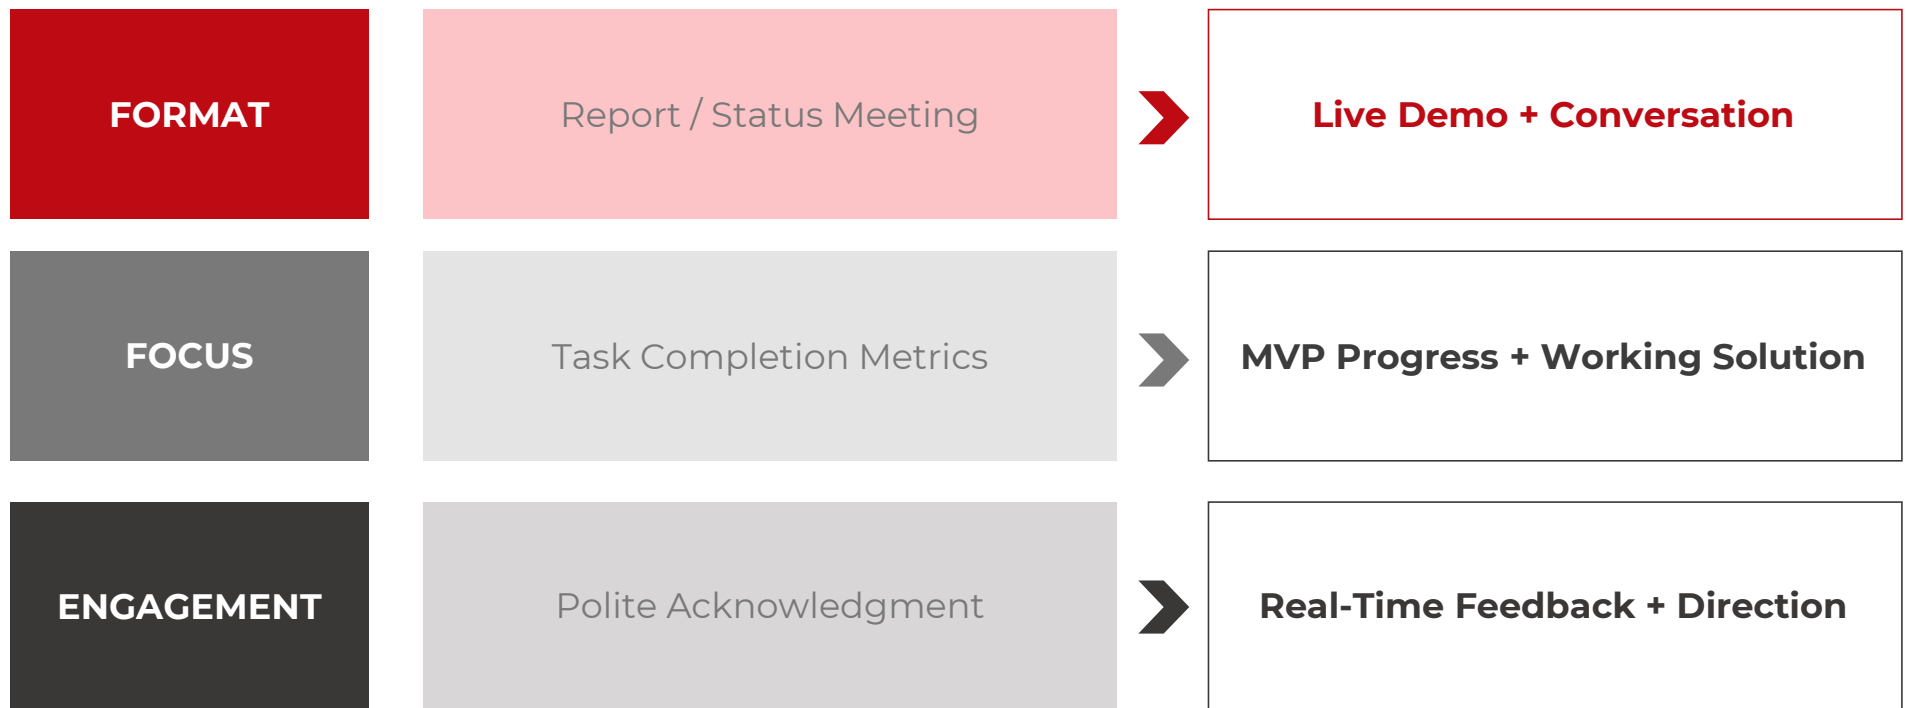 FORMAT
Report / Status Meeting
Live Demo + Conversation
FOCUS
Task Completion Metrics
MVP Progress + Working Solution
ENGAGEMENT
Polite Acknowledgment
Real-Time Feedback + Direction